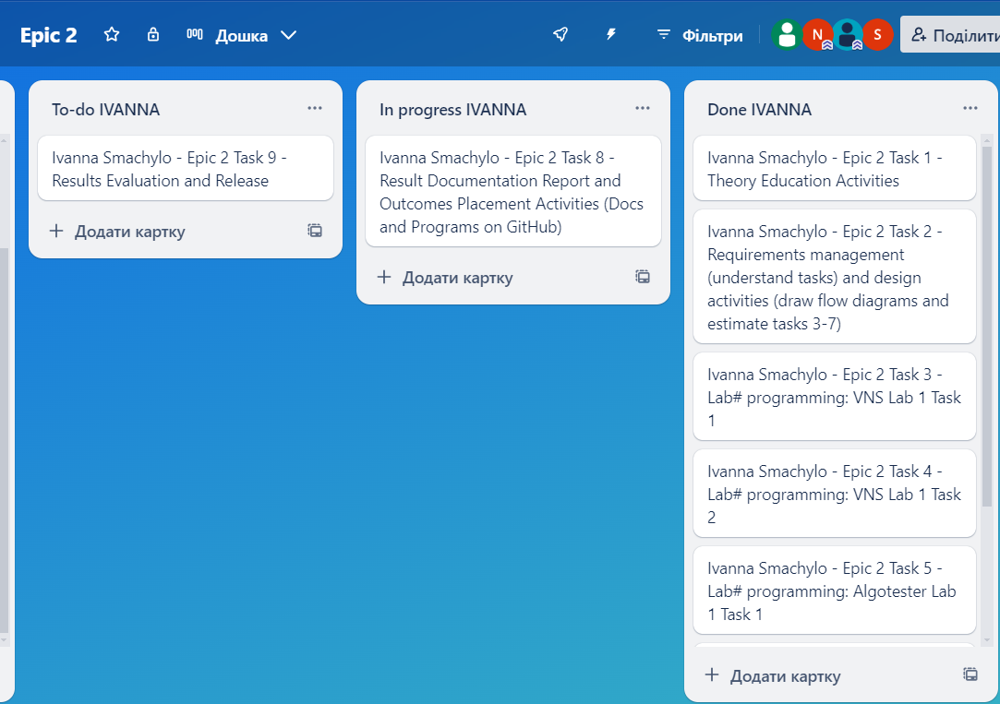 Epic 2
Дошка
Фільтри
N
S
Поділити
To-do IVANNA
Ivanna Smachylo - Epic 2 Task 9 -
Results Evaluation and Release
Додати картку
In progress IVANNA
Ivanna Smachylo - Epic 2 Task 8 -
Result Documentation Report and
Outcomes Placement Activities (Docs
and Programs on GitHub)
Додати картку
Done IVANNA
Ivanna Smachylo - Epic 2 Task 1 -
Theory Education Activities
Ivanna Smachylo - Epic 2 Task 2 -
Requirements management
(understand tasks) and design
activities (draw flow diagrams and
estimate tasks 3-7)
Ivanna Smachylo - Epic 2 Task 3 -
Lab# programming: VNS Lab 1 Task
1
Ivanna Smachylo - Epic 2 Task 4 -
Lab# programming: VNS Lab 1 Task
2
Ivanna Smachylo - Epic 2 Task 5 -
Lab# programming: Algotester Lab
1 Task 1
Додати картку